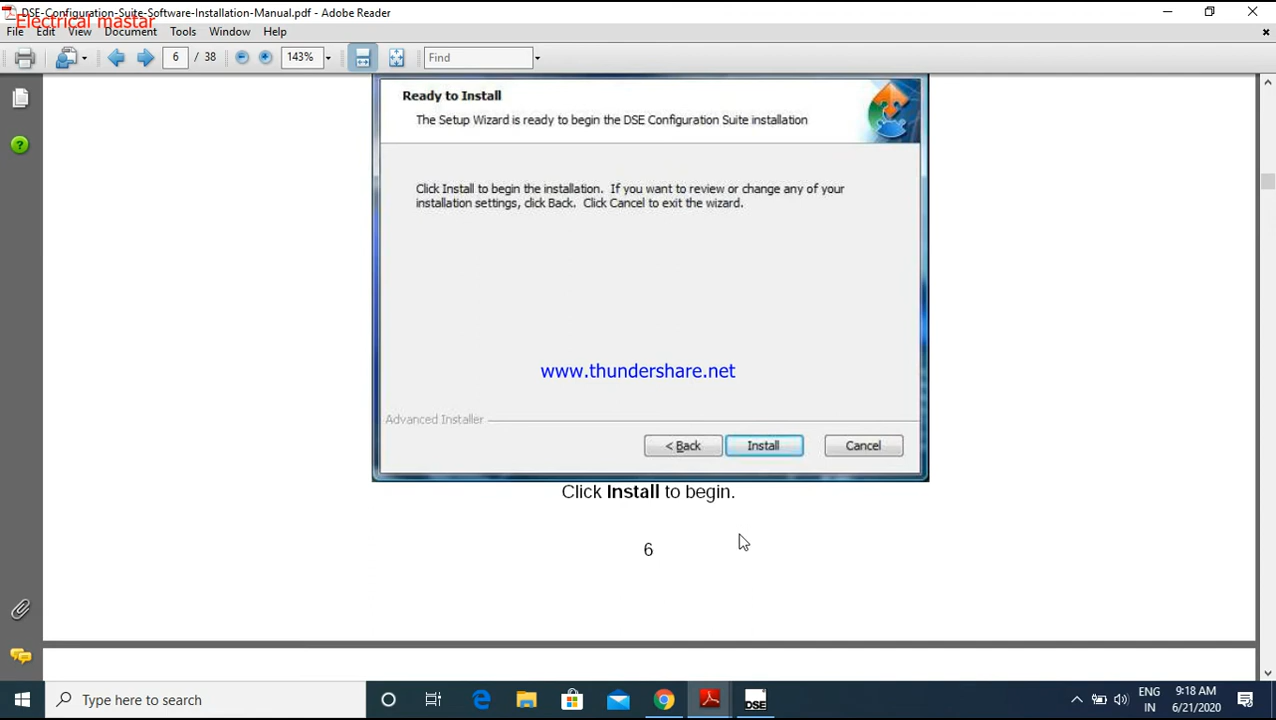 DSE-Configuration-Suite-Software-Installation-Manual.pdf - Adobe Reader
Electrical mastar
File Edit View Document Tools Window Help
6 / 38 143% Find
Ready to Install
The Setup Wizard is ready to begin the DSE Configuration Suite installation
Click Install to begin the installation. If you want to review or change any of your
installation settings, click Back. Click Cancel to exit the wizard.
www.thundershare.net
Advanced Installer
< Back Install Cancel
Click Install to begin.
6
Type here to search
DSE
ENG
IN
9:18 AM
6/21/2020